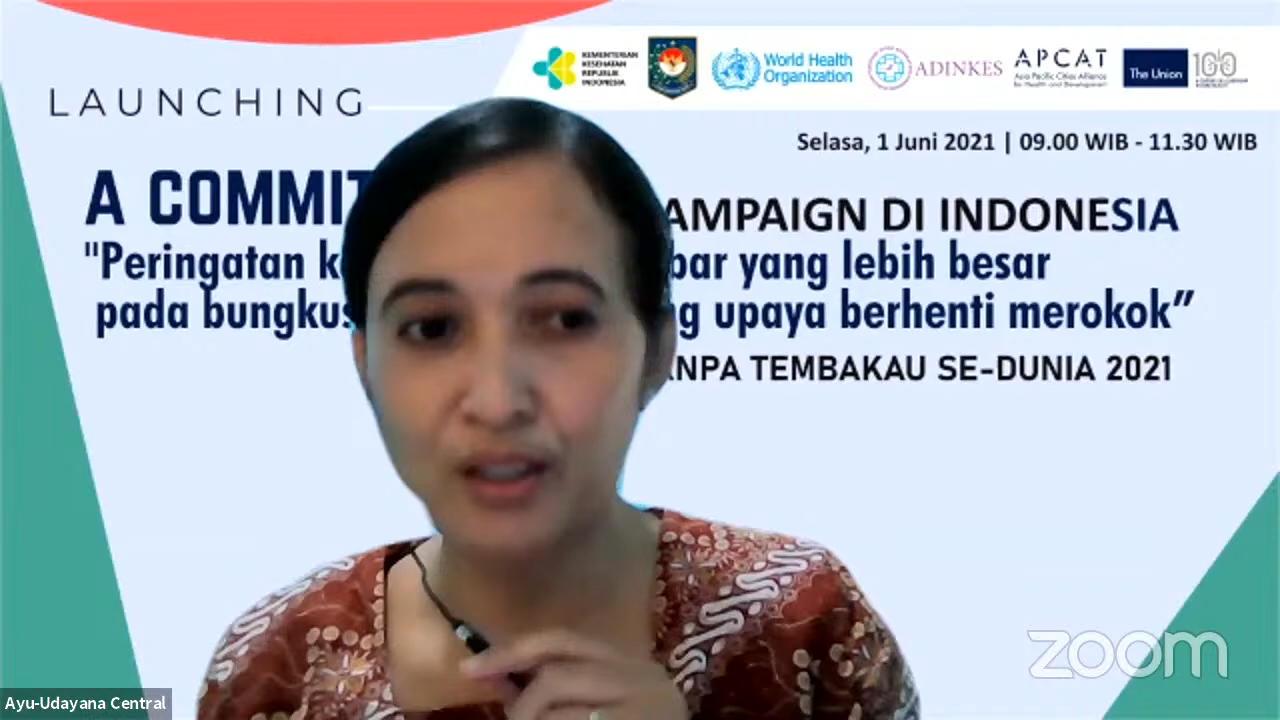 KEMENTERIAN
KESEHATAN
REPUBLIK
INDONESIA
World Health
Organization
ADINKES
APCAT
Asia Pacific Cities Alliance
for Health and Development
The Union
100
LAUNCHING
Selasa, 1 Juni 2021 | 09.00 WIB - 11.30 WIB
A COMMIT AMPAIGN DI INDONESIA
"Peringatan k bar yang lebih besar
pada bungkus g upaya berhenti merokok”
ANPA TEMBAKAU SE-DUNIA 2021
zoom
Ayu-Udayana Central